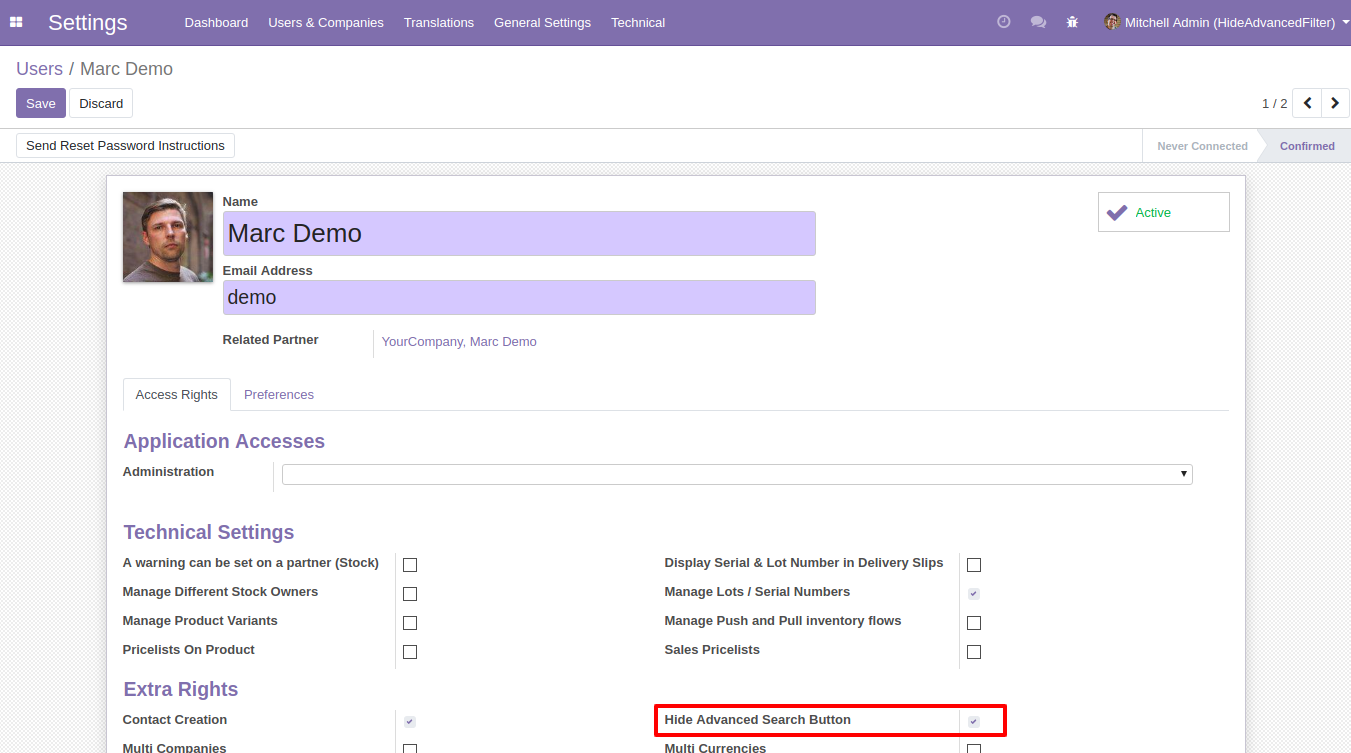 Settings Dashboard Users & Companies Translations General Settings Technical Mitchell Admin (HideAdvancedFilter)
Users / Marc Demo
Save Discard 1 / 2
Send Reset Password Instructions Never Connected Confirmed
Name
Marc Demo
Active
Email Address
demo
Related Partner YourCompany, Marc Demo
Access Rights Preferences
Application Accesses
Administration
Technical Settings
A warning can be set on a partner (Stock) Display Serial & Lot Number in Delivery Slips
Manage Different Stock Owners Manage Lots / Serial Numbers
Manage Product Variants Manage Push and Pull inventory flows
Pricelists On Product Sales Pricelists
Extra Rights
Contact Creation Hide Advanced Search Button
Multi Companies Multi Currencies